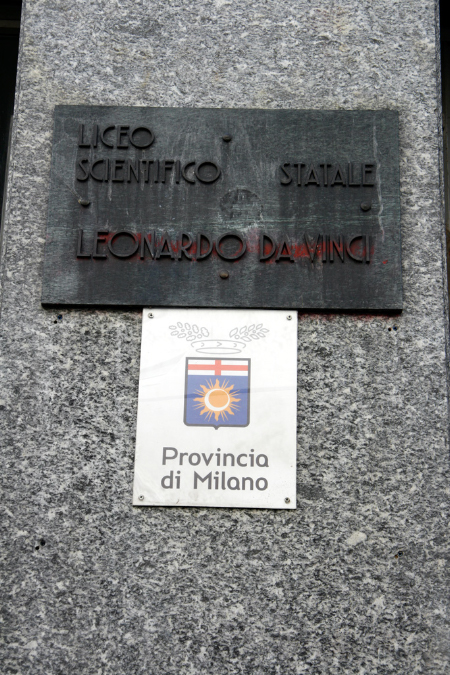 LICEO
SCIENTIFICO STATALE
LEONARDO DA VINCI
Provincia
di Milano